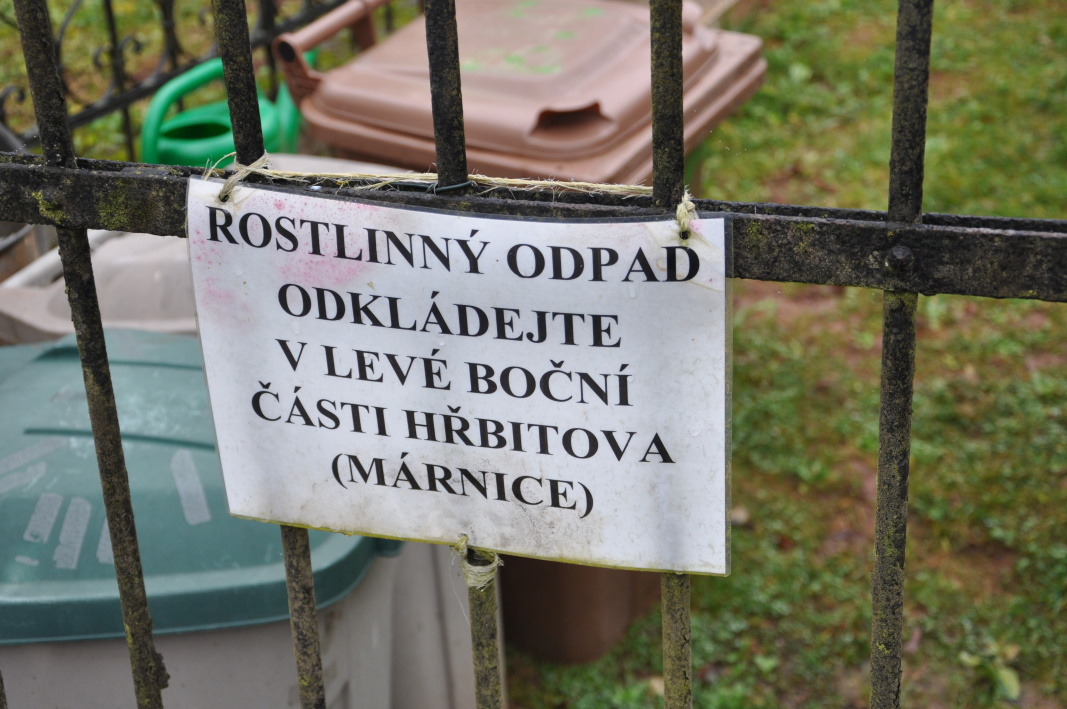 ROSTLINNÝ ODPAD
ODKLÁDEJTE
V LEVÉ BOČNÍ
ČÁSTI HŘBITOVA
(MÁRNICE)